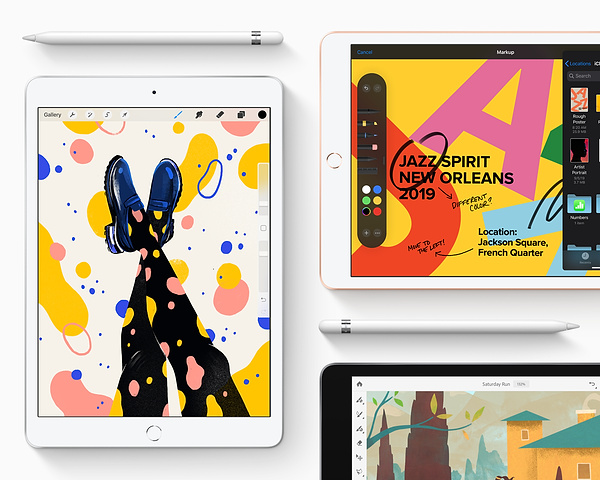 Gallery
Cancel
Markup
Locations
Search
JAZZ SPIRIT
NEW ORLEANS
2019
DIFFERENT
COLOR?
MOVE TO
THE LEFT!
Location:
Jackson Square,
French Quarter
Rough
Poster
Artist
Portrait
Numbers
Saturday Run